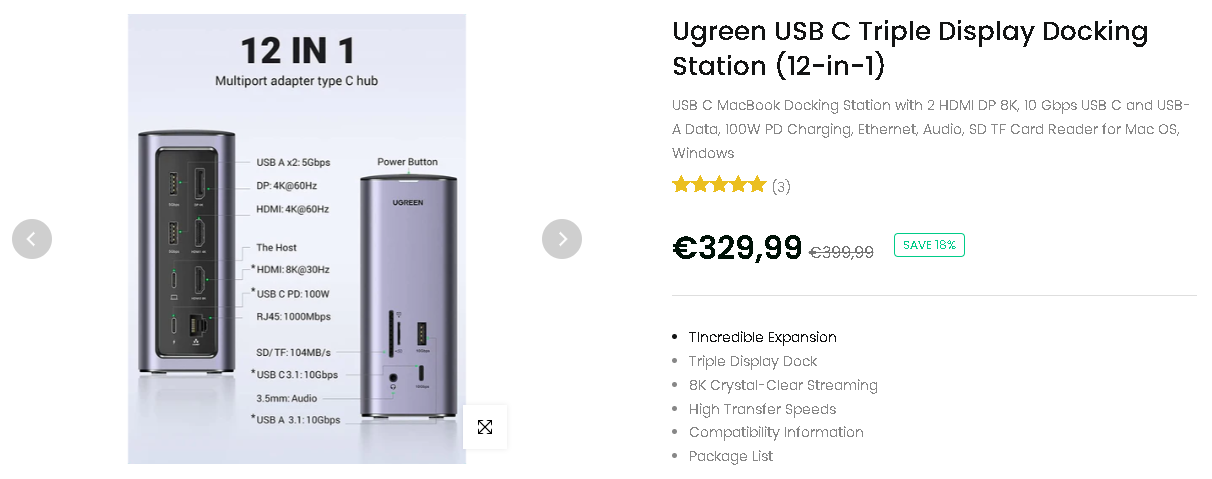 12 IN 1
Multiport adapter type C hub
USB A x2: 5Gbps
DP: 4K@60Hz
HDMI: 4K@60Hz
The Host
*HDMI: 8K@30Hz
*USB C PD: 100W
RJ45: 1000Mbps
SD/ TF: 104MB/s
*USB C3.1: 10Gbps
3.5mm: Audio
*USB A 3.1: 10Gbps
Power Button
UGREEN
Ugreen USB C Triple Display Docking
Station (12-in-1)
USB C MacBook Docking Station with 2 HDMI DP 8K, 10 Gbps USB C and USB-
A Data, 100W PD Charging, Ethernet, Audio, SD TF Card Reader for Mac OS,
Windows
(3)
€329,99 €399,99 SAVE 18%
TIncredible Expansion
Triple Display Dock
8K Crystal-Clear Streaming
High Transfer Speeds
Compatibility Information
Package List